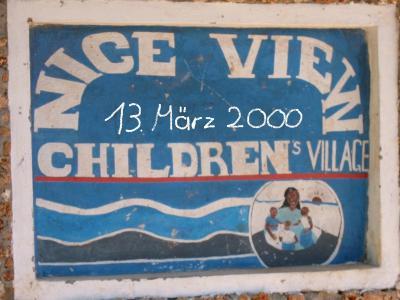 NICE VIEW
13. März 2000
CHILDREN'S VILLAGE